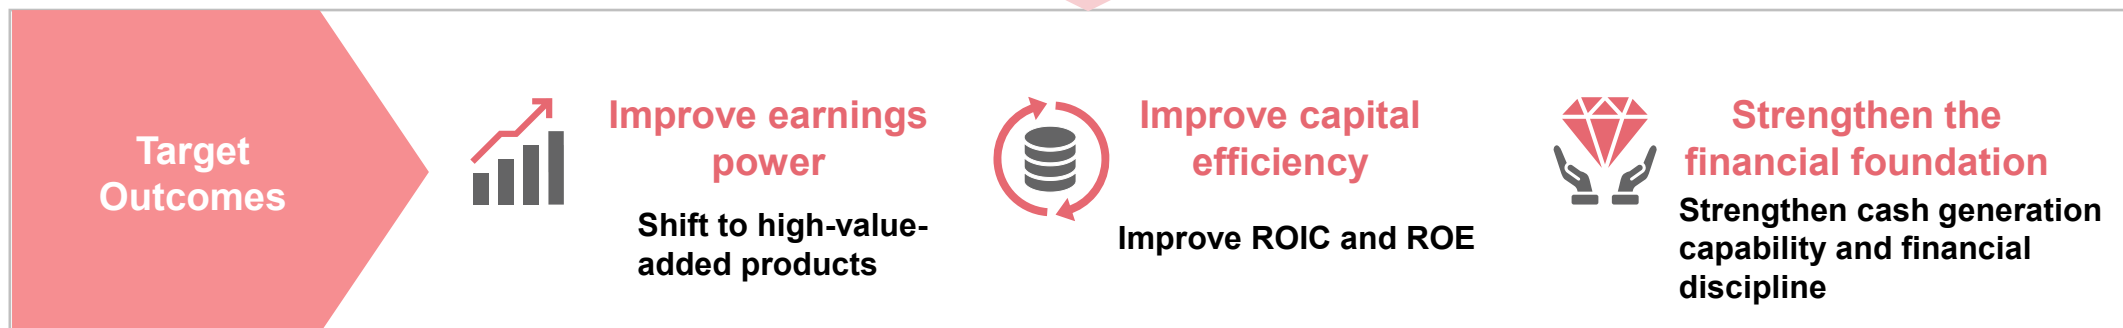 Target
Outcomes
Improve earnings
power
Shift to high-value-
added products
Improve capital
efficiency
Improve ROIC and ROE
Strengthen the
financial foundation
Strengthen cash generation
capability and financial
discipline